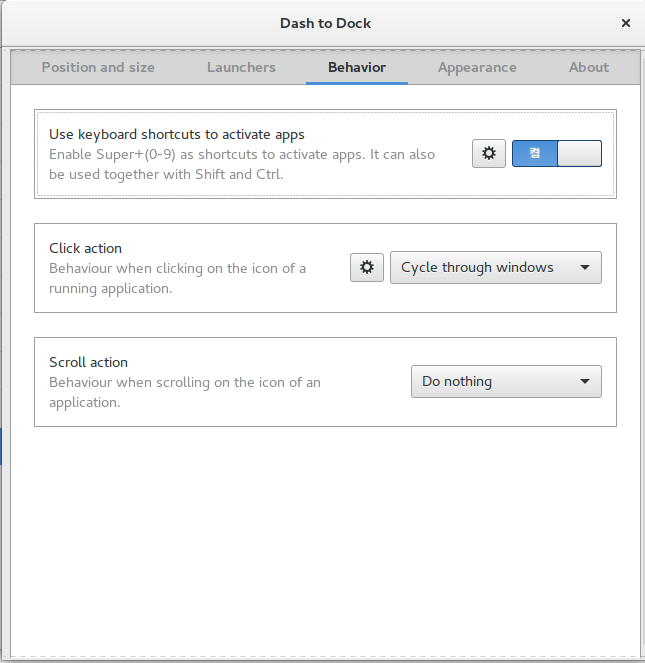 Dash to Dock
Position and size
Launchers
Behavior
Appearance
About
Use keyboard shortcuts to activate apps
Enable Super+(0-9) as shortcuts to activate apps. It can also
be used together with Shift and Ctrl.
켬
Click action
Behaviour when clicking on the icon of a
running application.
Cycle through windows
Scroll action
Behaviour when scrolling on the icon of an
application.
Do nothing